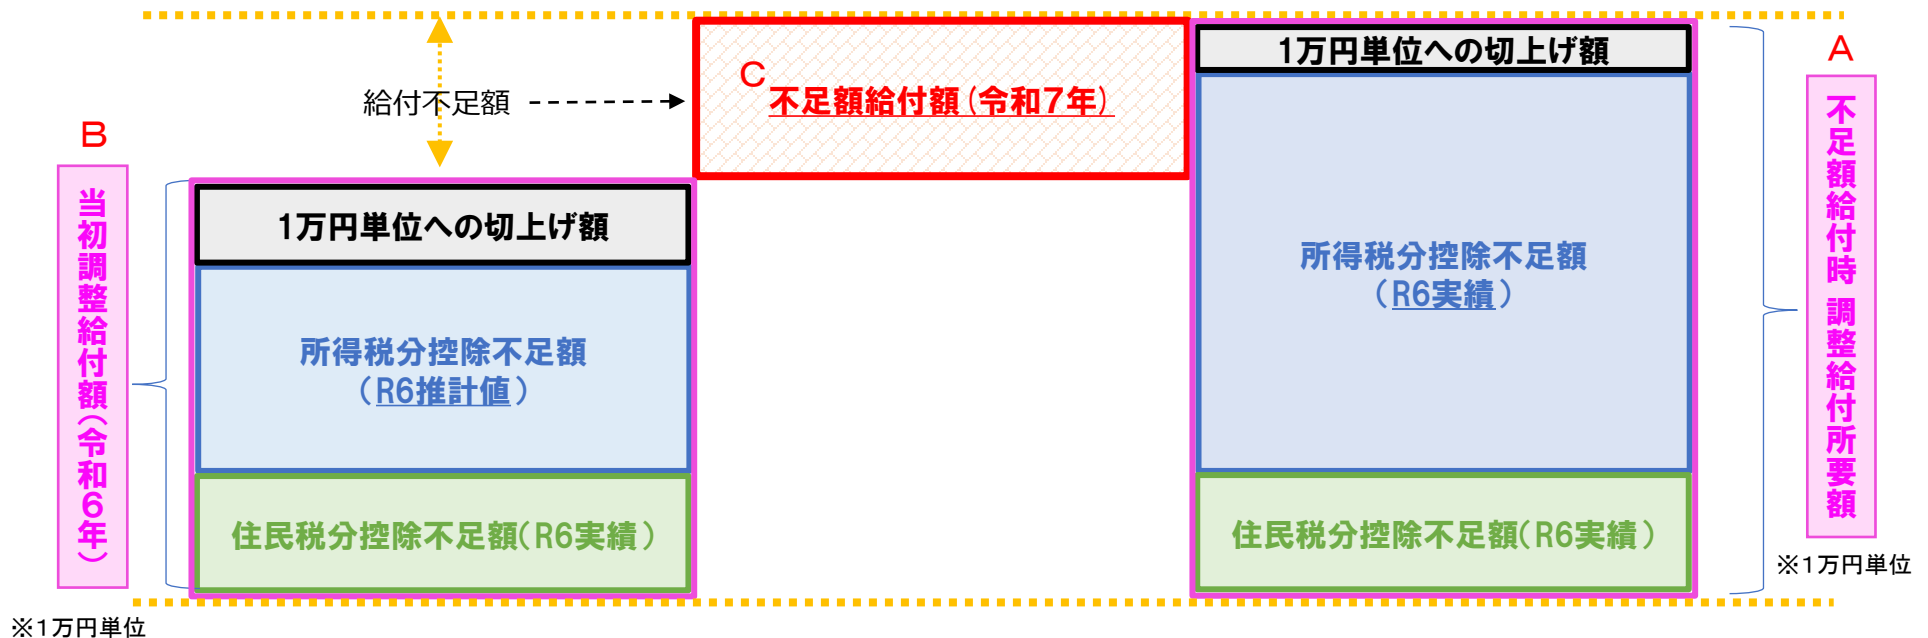 B
当初調整給付額(令和6年)
※1万円単位
給付不足額
1万円単位への切上げ額
所得税分控除不足額
(R6推計値)
住民税分控除不足額(R6実績)
C
不足額給付額(令和7年)
1万円単位への切上げ額
所得税分控除不足額
(R6実績)
住民税分控除不足額(R6実績)
A
不足額給付時 調整給付所要額
※1万円単位